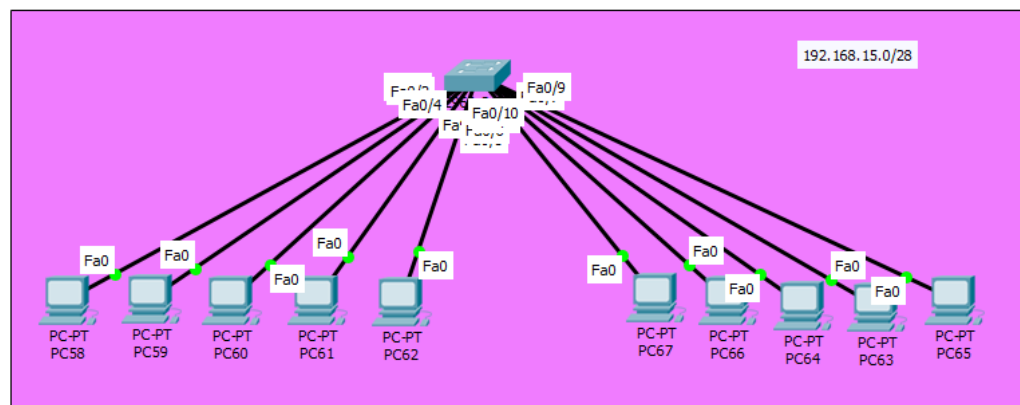 192.168.15.0/28
Fa0/9
Fa0/4
Fa0/10
Fa0
Fa0
Fa0
Fa0
Fa0
Fa0
Fa0
Fa0
Fa0
Fa0
PC-PT
PC58
PC-PT
PC59
PC-PT
PC60
PC-PT
PC61
PC-PT
PC62
PC-PT
PC67
PC-PT
PC66
PC-PT
PC64
PC-PT
PC63
PC-PT
PC65